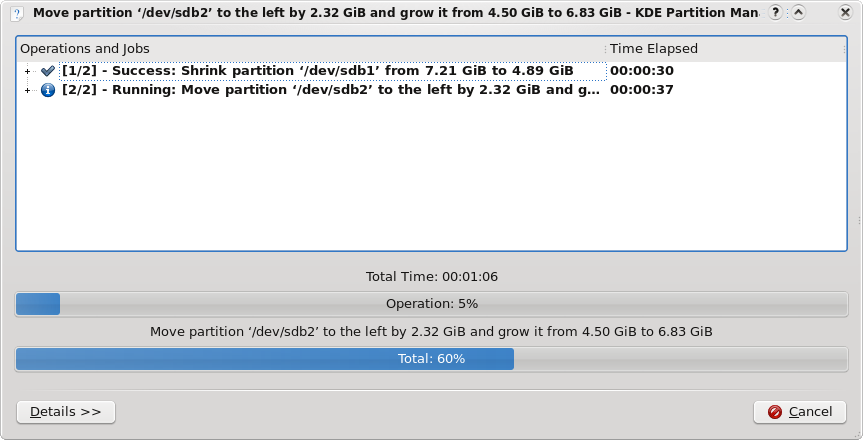 Move partition ‘/dev/sdb2’ to the left by 2.32 GiB and grow it from 4.50 GiB to 6.83 GiB - KDE Partition Man
Operations and Jobs Time Elapsed
[1/2] - Success: Shrink partition ‘/dev/sdb1’ from 7.21 GiB to 4.89 GiB 00:00:30
[2/2] - Running: Move partition ‘/dev/sdb2’ to the left by 2.32 GiB and g... 00:00:37
Total Time: 00:01:06
Operation: 5%
Move partition ‘/dev/sdb2’ to the left by 2.32 GiB and grow it from 4.50 GiB to 6.83 GiB
Total: 60%
Details >> Cancel